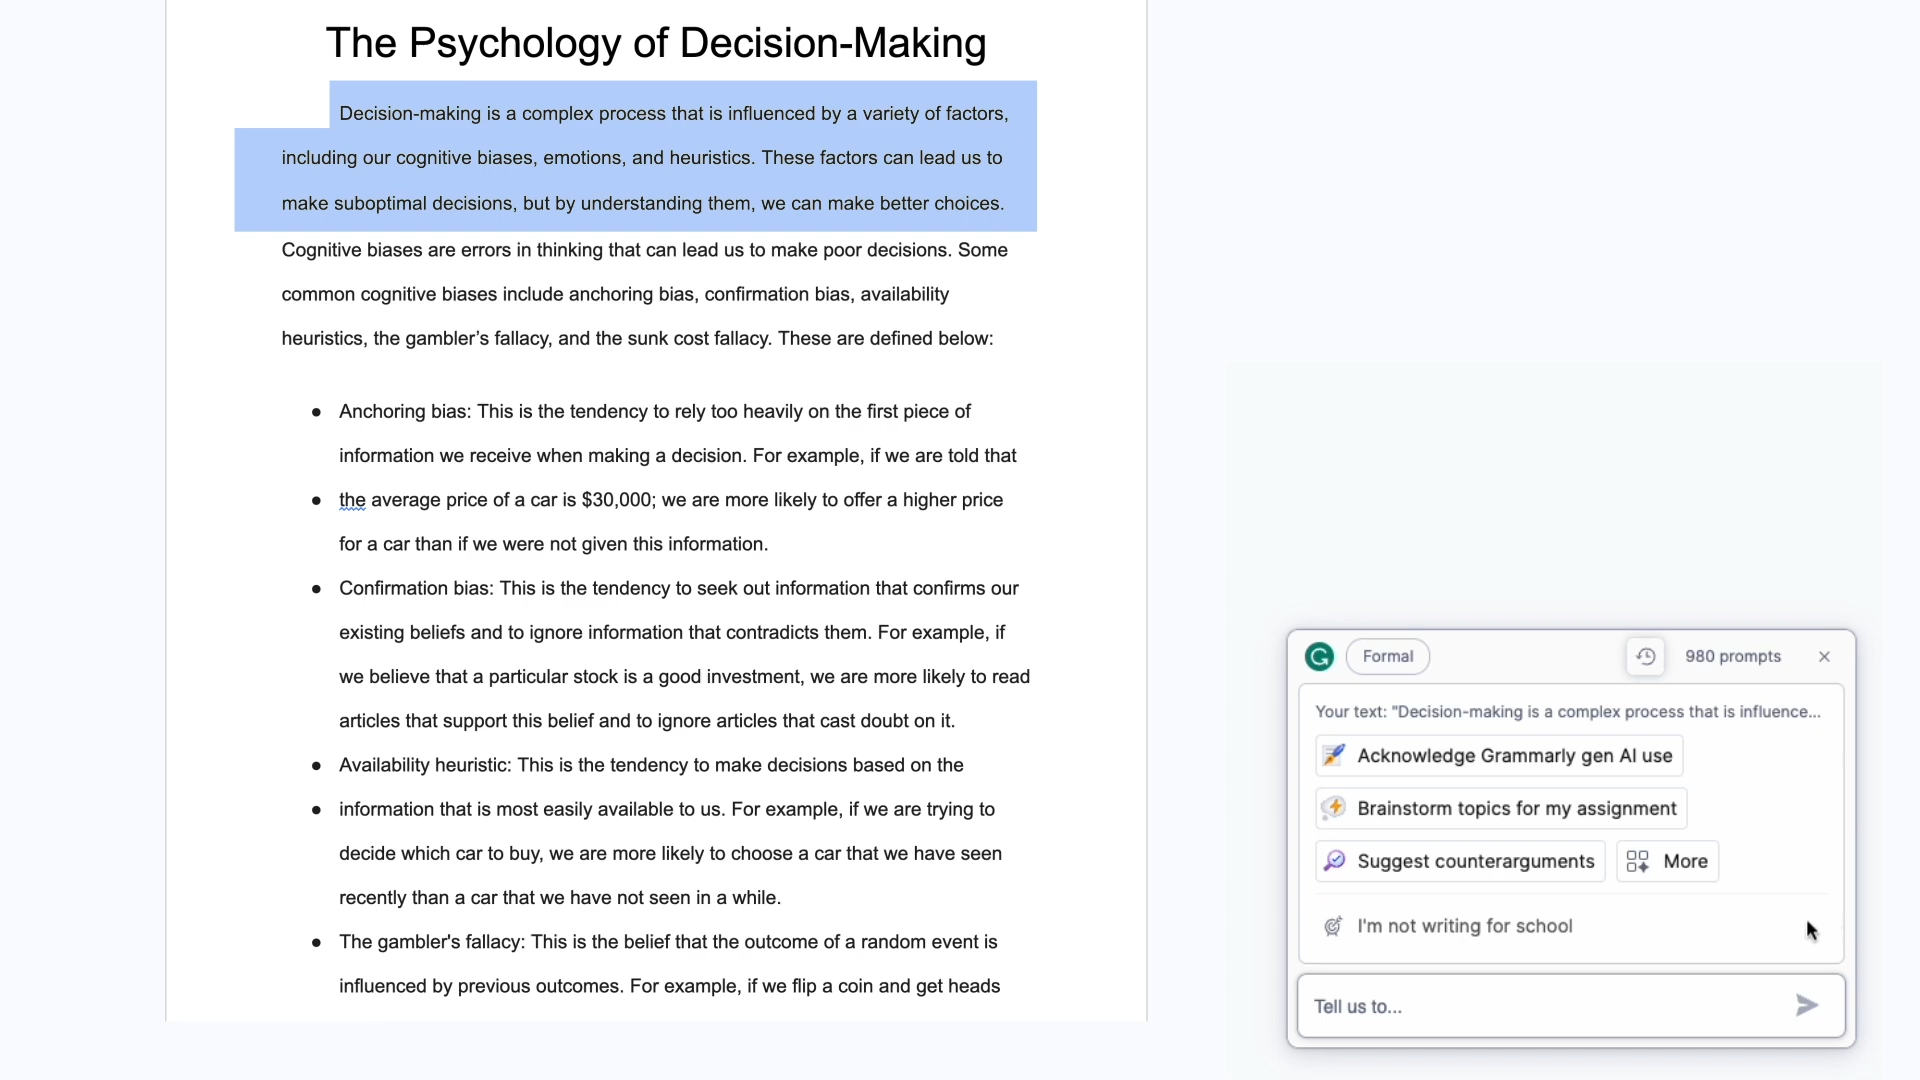 The Psychology of Decision-Making
Decision-making is a complex process that is influenced by a variety of factors,
including our cognitive biases, emotions, and heuristics. These factors can lead us to
make suboptimal decisions, but by understanding them, we can make better choices.
Cognitive biases are errors in thinking that can lead us to make poor decisions. Some
common cognitive biases include anchoring bias, confirmation bias, availability
heuristics, the gambler’s fallacy, and the sunk cost fallacy. These are defined below:
● Anchoring bias: This is the tendency to rely too heavily on the first piece of
information we receive when making a decision. For example, if we are told that
● the average price of a car is $30,000; we are more likely to offer a higher price
for a car than if we were not given this information.
● Confirmation bias: This is the tendency to seek out information that confirms our
existing beliefs and to ignore information that contradicts them. For example, if
we believe that a particular stock is a good investment, we are more likely to read
articles that support this belief and to ignore articles that cast doubt on it.
● Availability heuristic: This is the tendency to make decisions based on the
● information that is most easily available to us. For example, if we are trying to
decide which car to buy, we are more likely to choose a car that we have seen
recently than a car that we have not seen in a while.
● The gambler's fallacy: This is the belief that the outcome of a random event is
influenced by previous outcomes. For example, if we flip a coin and get heads
Formal
980 prompts
Your text: "Decision-making is a complex process that is influence...
Acknowledge Grammarly gen AI use
Brainstorm topics for my assignment
Suggest counterarguments
More
I'm not writing for school
Tell us to...